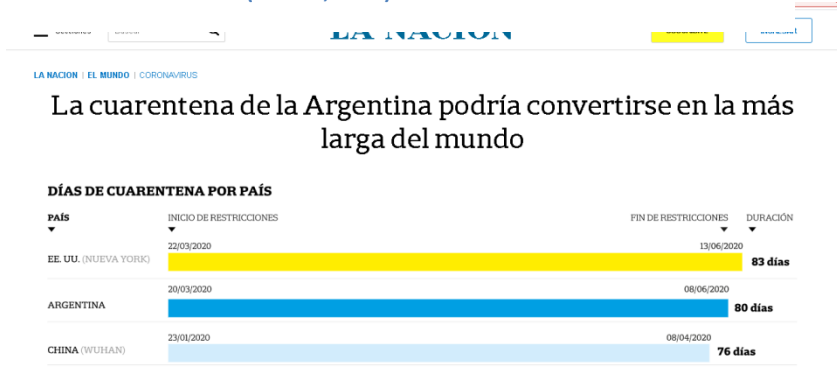 LA NACION
LA NACION | EL MUNDO | CORONAVIRUS
La cuarentena de la Argentina podría convertirse en la más
larga del mundo
DÍAS DE CUARENTENA POR PAÍS
PAÍS INICIO DE RESTRICCIONES FIN DE RESTRICCIONES DURACIÓN
22/03/2020 13/06/2020
EE. UU. (NUEVA YORK) 83 días
20/03/2020 08/06/2020
ARGENTINA 80 días
23/01/2020 08/04/2020
CHINA (WUHAN) 76 días